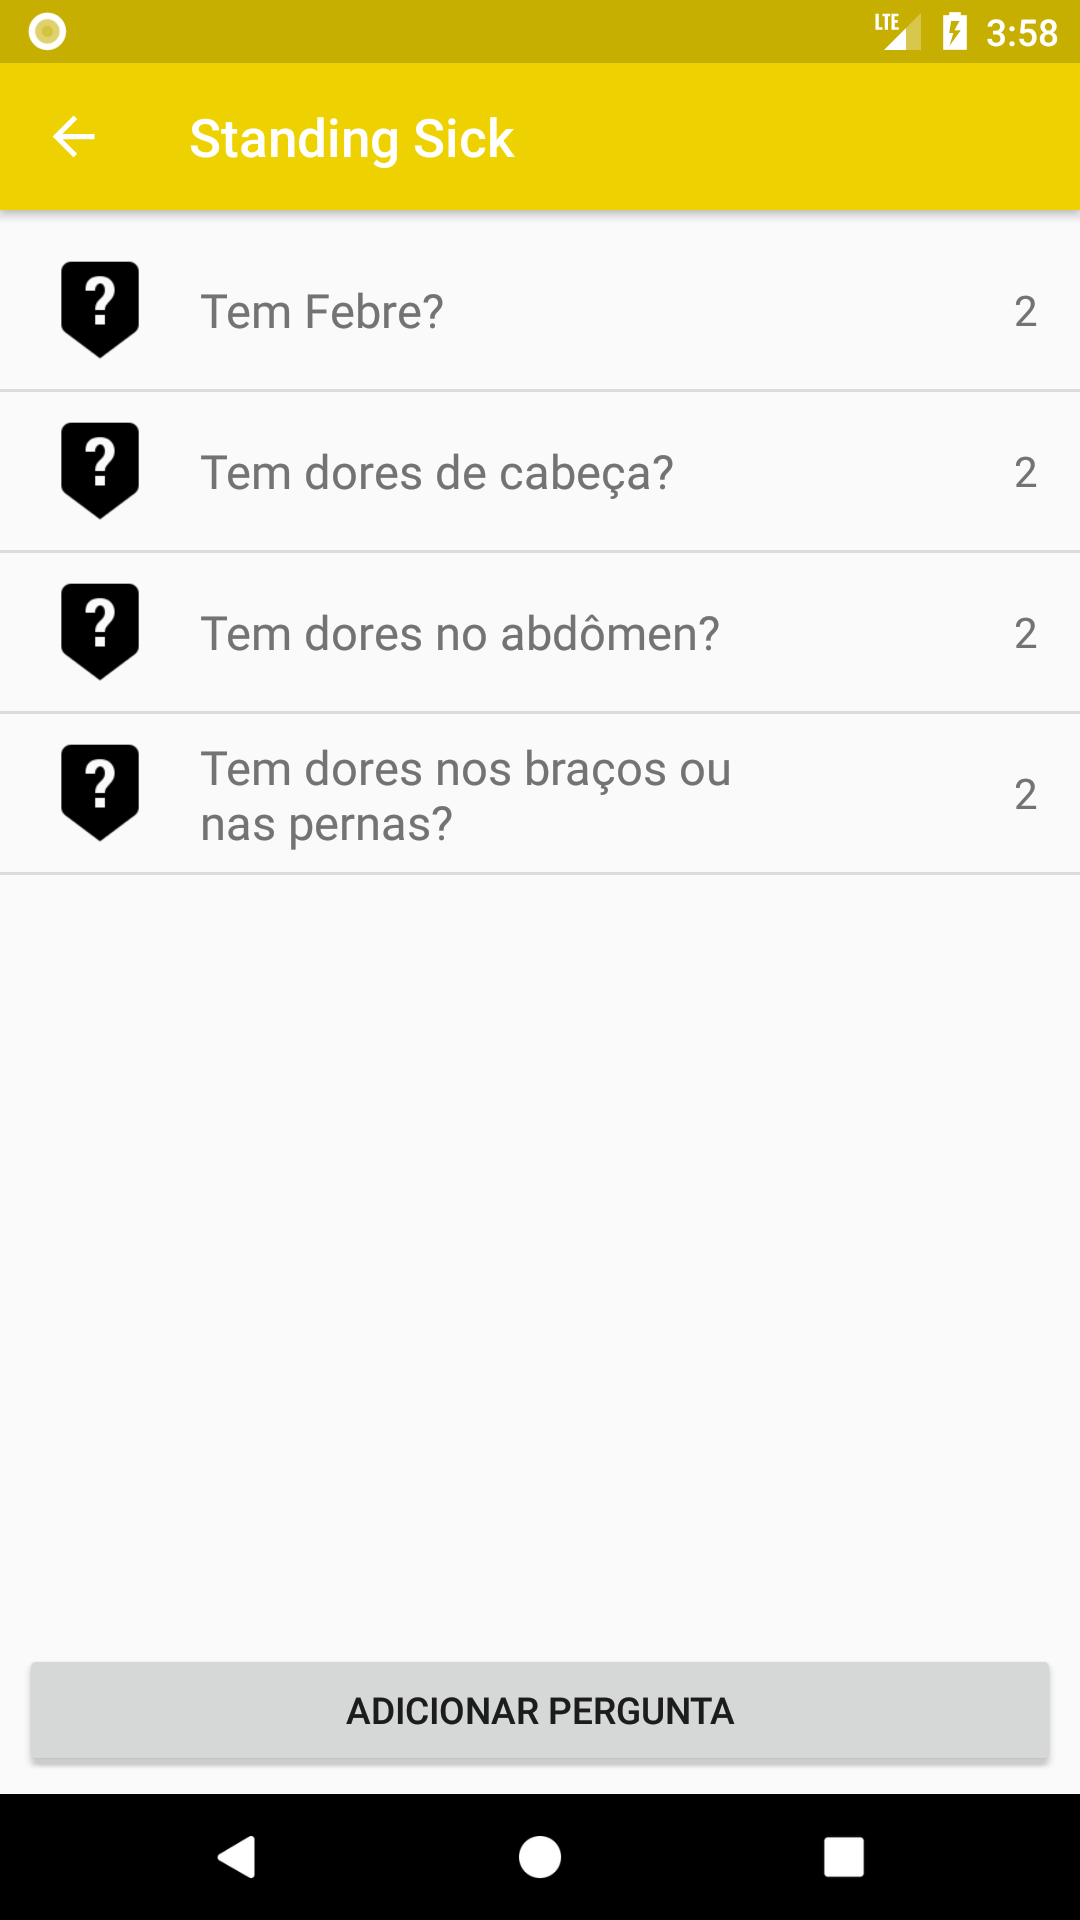 LTE 3:58
Standing Sick
? Tem Febre? 2
? Tem dores de cabeça? 2
? Tem dores no abdômen? 2
? Tem dores nos braços ou
nas pernas? 2
ADICIONAR PERGUNTA